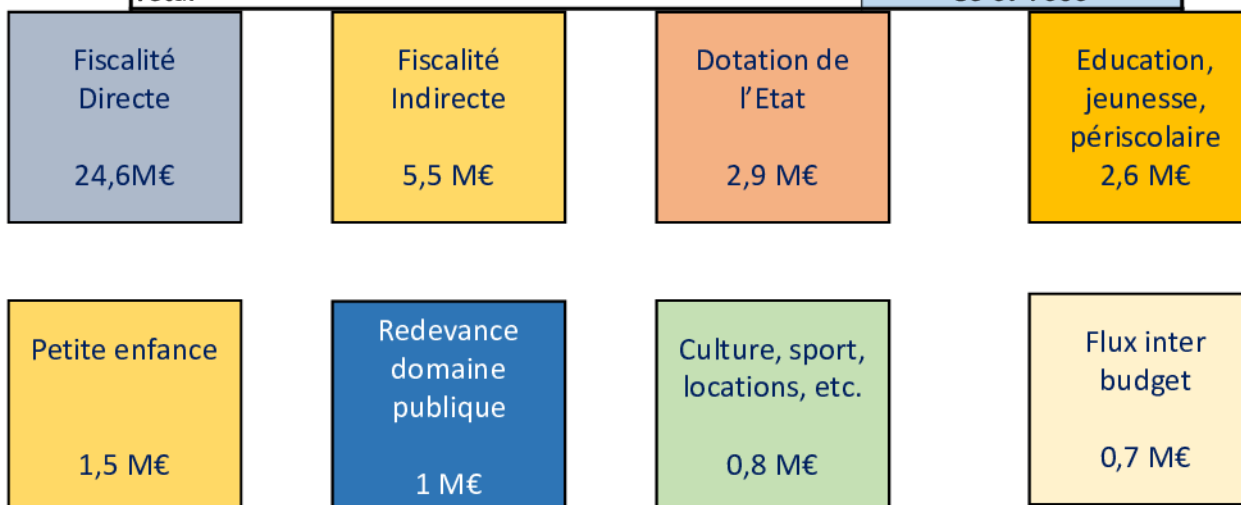 Fiscalité
Directe
24,6M€
Fiscalité
Indirecte
5,5 M€
Dotation de
l’Etat
2,9 M€
Education,
jeunesse,
périscolaire
2,6 M€
Petite enfance
1,5 M€
Redevance
domaine
publique
1 M€
Culture, sport,
locations, etc.
0,8 M€
Flux inter
budget
0,7 M€